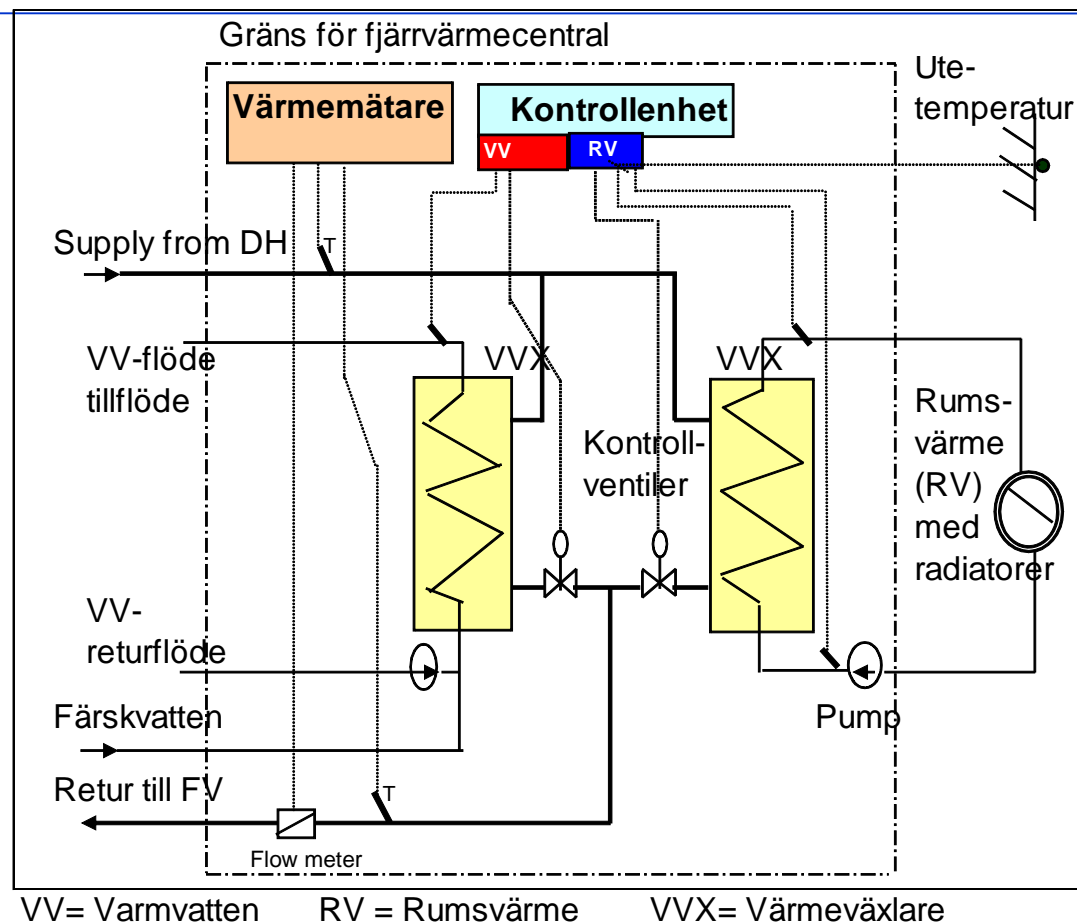 Gräns för fjärrvärmecentral
Ute-
temperatur
Värmemätare
Kontrollenhet
VV
RV
Supply from DH
T
VV-flöde
tillflöde
VVX
VVX
Kontroll-
ventiler
Rums-
värme
(RV)
med
radiatorer
VV-
returflöde
Färskvatten
Pump
Retur till FV
T
Flow meter
VV= Varmvatten RV = Rumsvärme VVX= Värmeväxlare